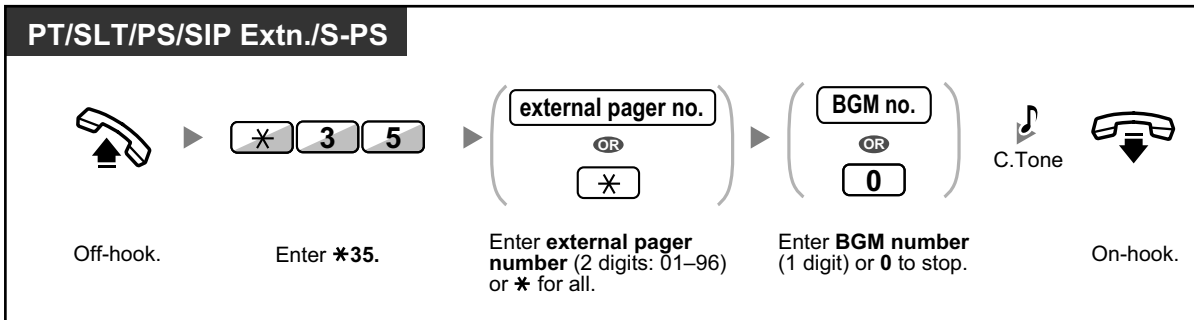 PT/SLT/PS/SIP Extn./S-PS
Off-hook.
✳ 3 5
Enter ✳35.
external pager no.
OR
✳
Enter external pager
number (2 digits: 01–96)
or ✳ for all.
BGM no.
OR
0
Enter BGM number
(1 digit) or 0 to stop.
C.Tone
On-hook.